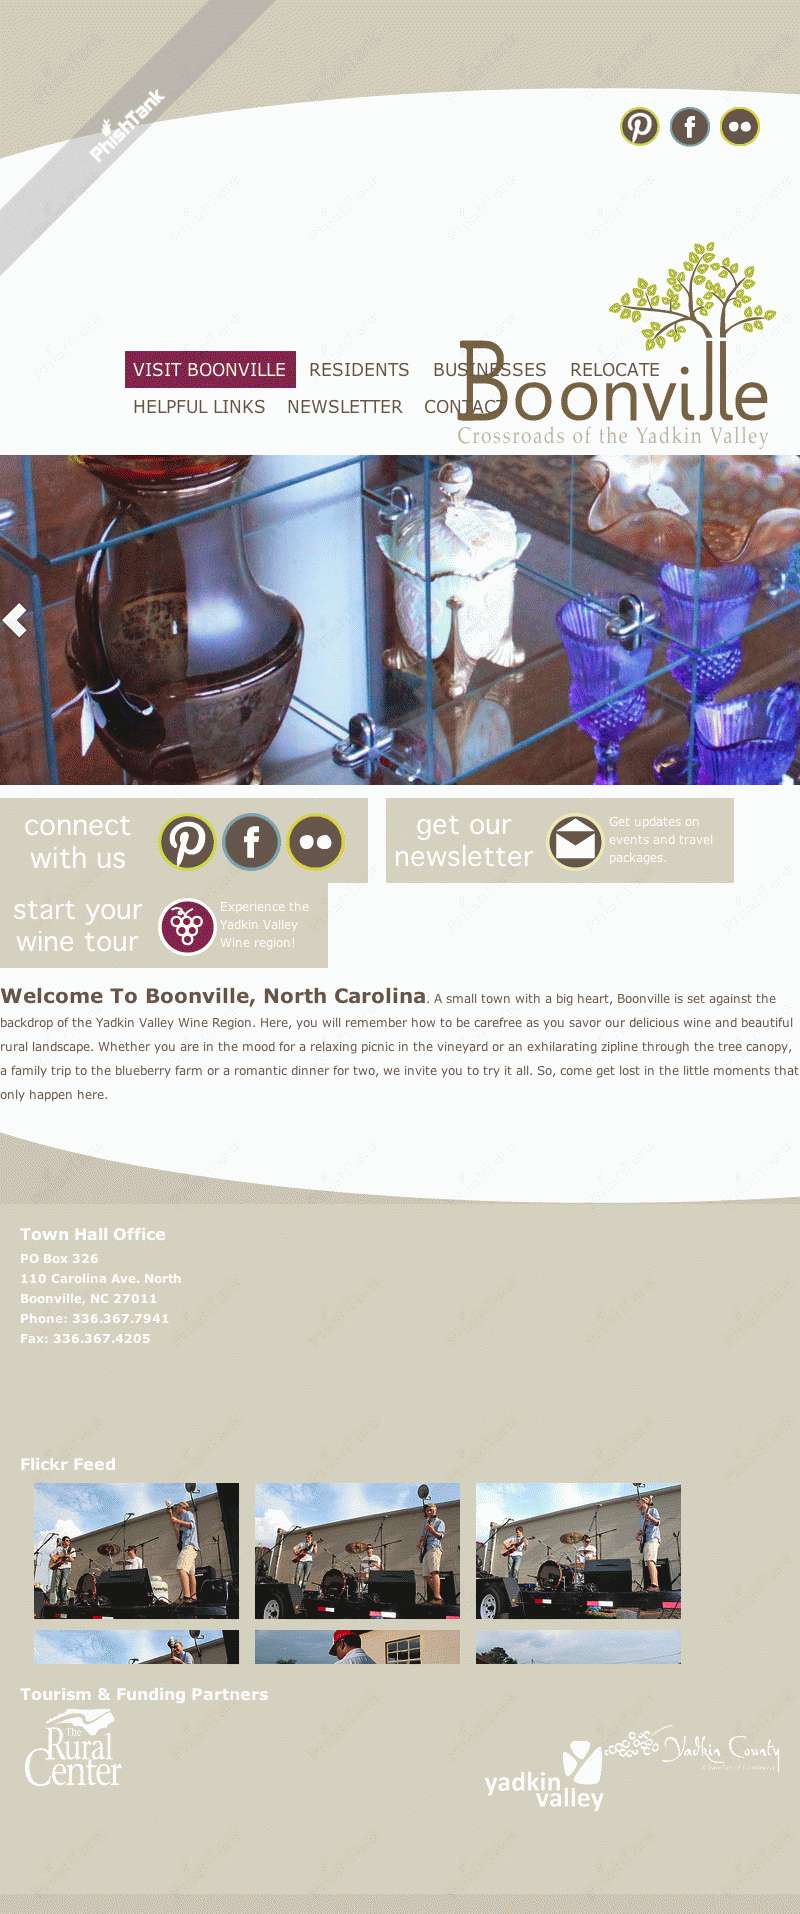 PhishTank
VISIT BOONVILLE RESIDENTS BUSINESSES RELOCATE
HELPFUL LINKS NEWSLETTER CONTACT
Boonville
Crossroads of the Yadkin Valley
connect
with us
get our
newsletter
Get updates on
events and travel
packages.
start your
wine tour
Experience the
Yadkin Valley
Wine region!
Welcome To Boonville, North Carolina. A small town with a big heart, Boonville is set against the
backdrop of the Yadkin Valley Wine Region. Here, you will remember how to be carefree as you savor our delicious wine and beautiful
rural landscape. Whether you are in the mood for a relaxing picnic in the vineyard or an exhilarating zipline through the tree canopy,
a family trip to the blueberry farm or a romantic dinner for two, we invite you to try it all. So, come get lost in the little moments that
only happen here.
Town Hall Office
PO Box 326
110 Carolina Ave. North
Boonville, NC 27011
Phone: 336.367.7941
Fax: 336.367.4205
Flickr Feed
Tourism & Funding Partners
The
Rural
Center
yadkin
valley
Yadkin County